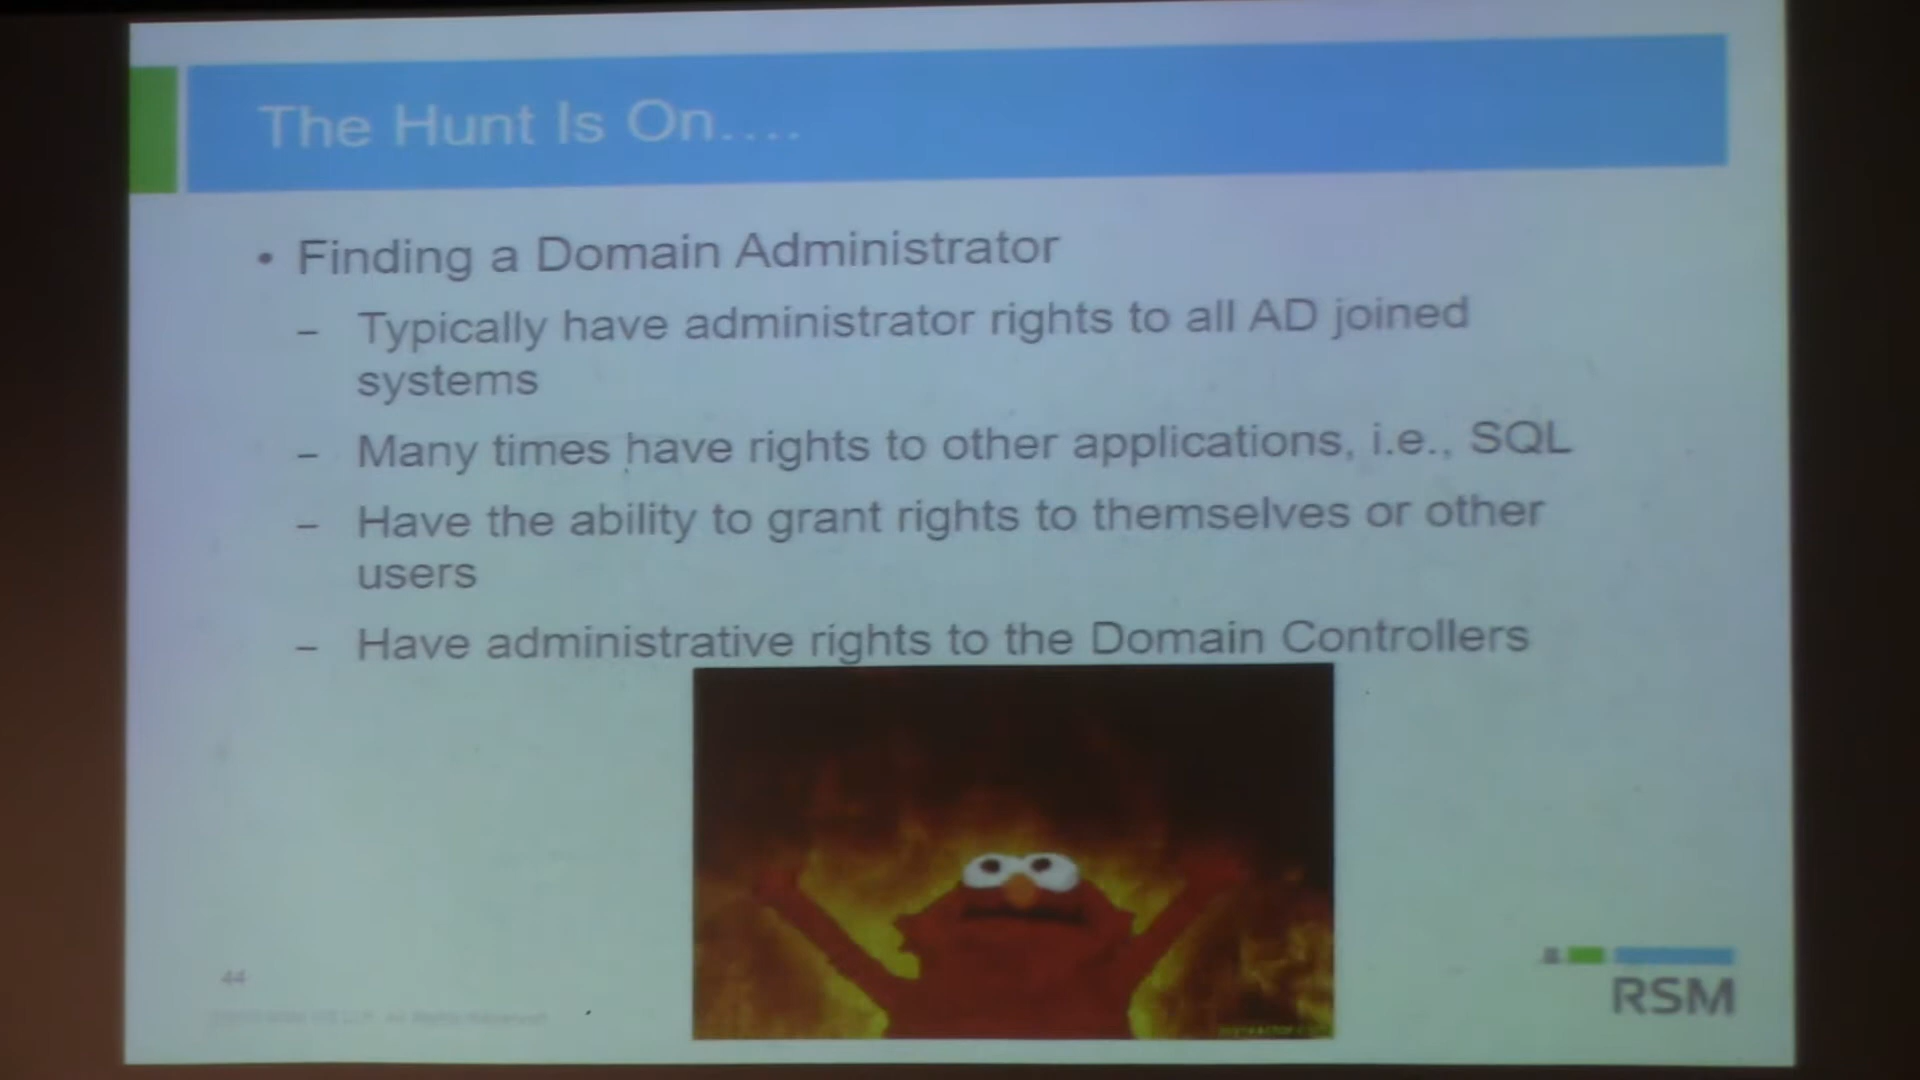 The Hunt Is On....
• Finding a Domain Administrator
– Typically have administrator rights to all AD joined
systems
– Many times have rights to other applications, i.e., SQL
– Have the ability to grant rights to themselves or other
users
– Have administrative rights to the Domain Controllers
44
RSM